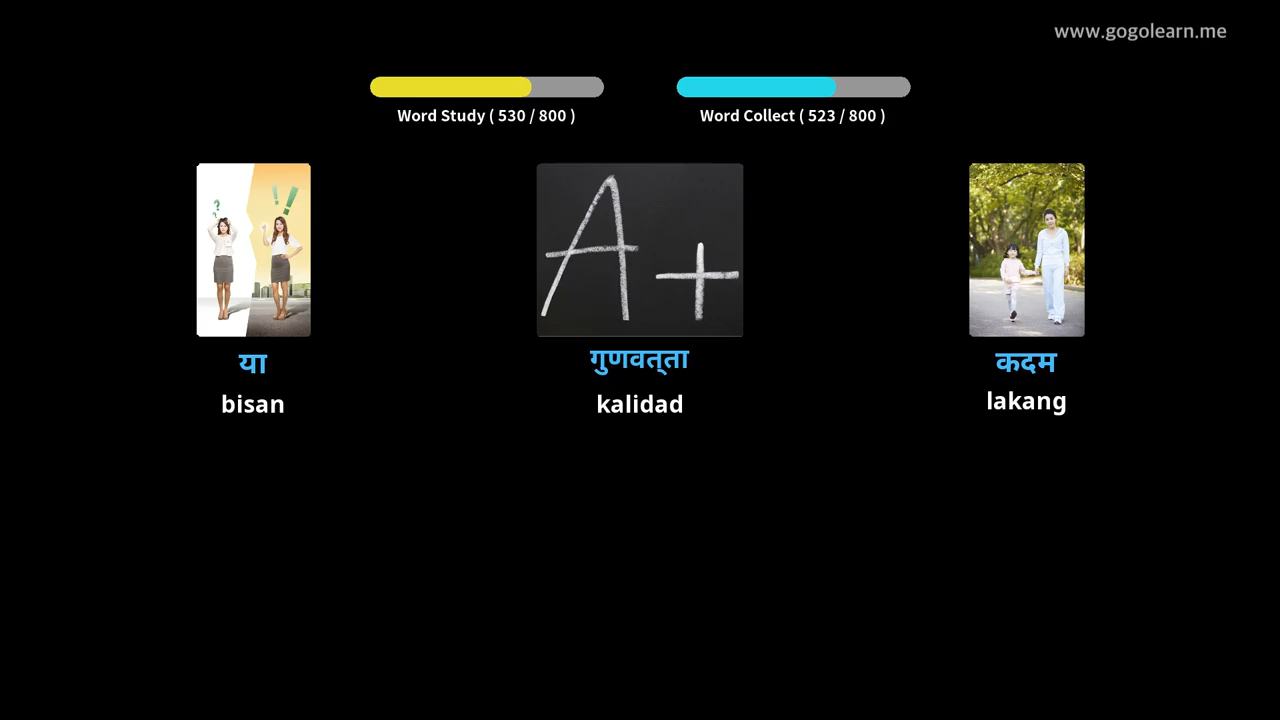 www.gogolearn.me
Word Study ( 530 / 800 )
Word Collect ( 523 / 800 )
? !!
A+
या
गुणवत्‌ता
कदम
bisan
kalidad
lakang